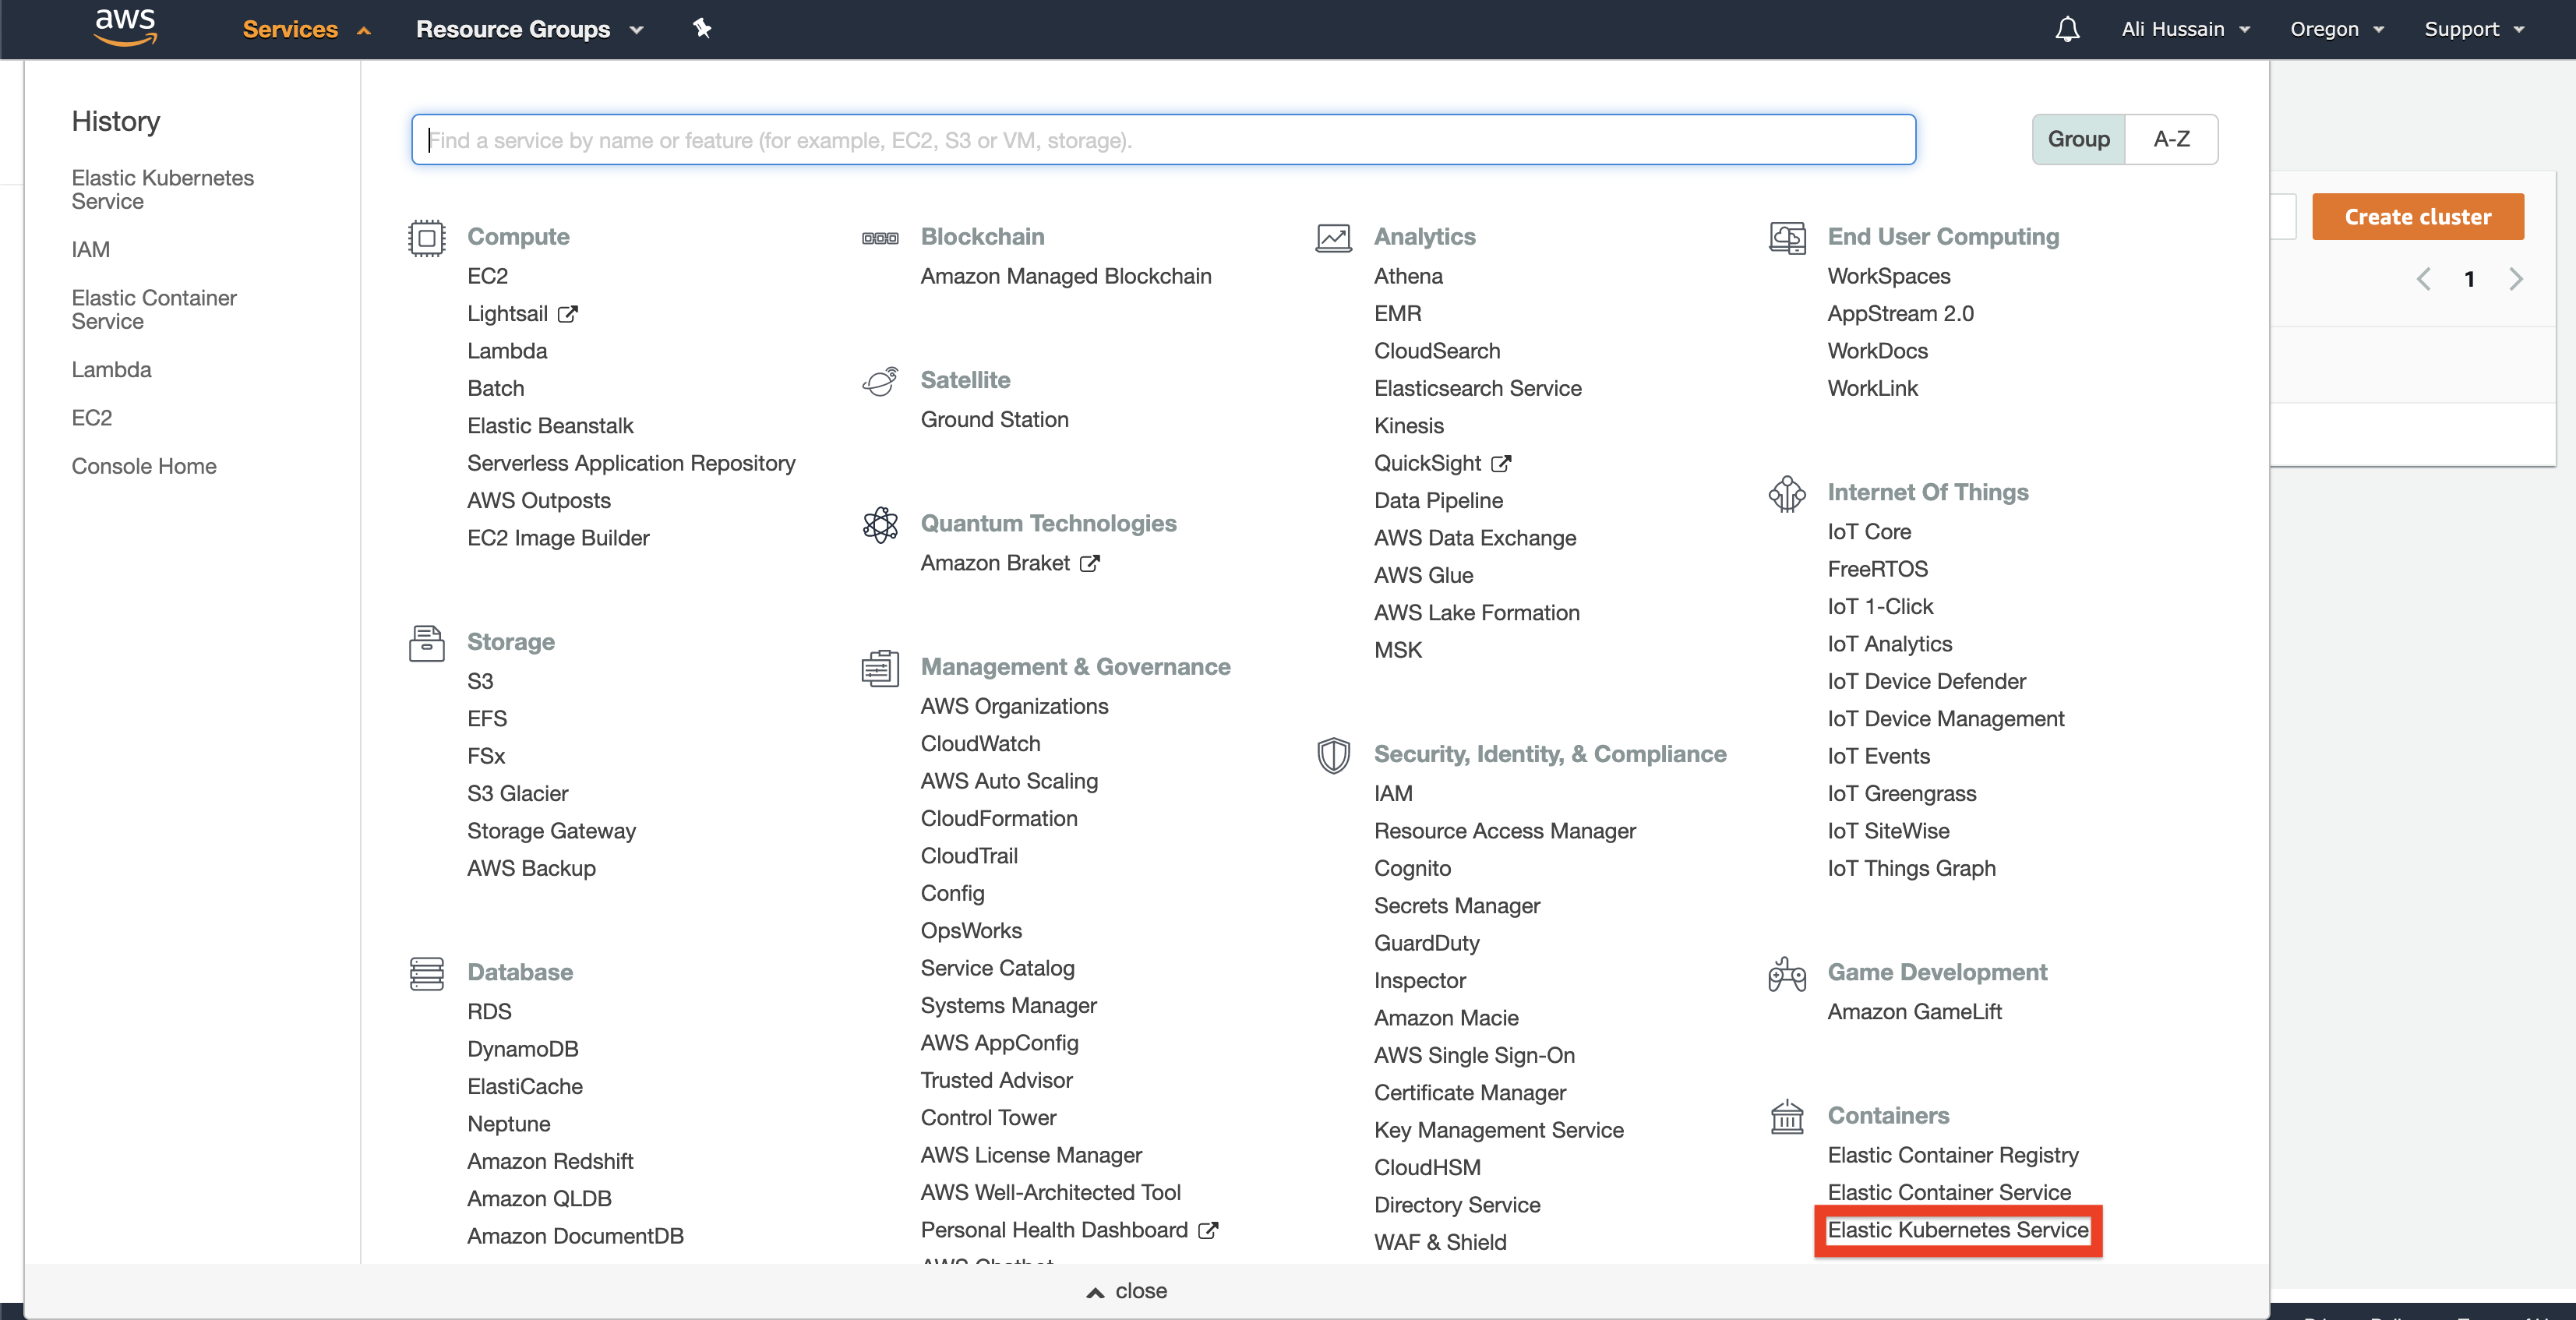 aws
Services
Resource Groups
Ali Hussain
Oregon
Support
History
Elastic Kubernetes
Service
IAM
Elastic Container
Service
Lambda
EC2
Console Home
Find a service by name or feature (for example, EC2, S3 or VM, storage).
Group
A-Z
Compute
EC2
Lightsail
Lambda
Batch
Elastic Beanstalk
Serverless Application Repository
AWS Outposts
EC2 Image Builder
Storage
S3
EFS
FSx
S3 Glacier
Storage Gateway
AWS Backup
Database
RDS
DynamoDB
ElastiCache
Neptune
Amazon Redshift
Amazon QLDB
Amazon DocumentDB
Blockchain
Amazon Managed Blockchain
Satellite
Ground Station
Quantum Technologies
Amazon Braket
Management & Governance
AWS Organizations
CloudWatch
AWS Auto Scaling
CloudFormation
CloudTrail
Config
OpsWorks
Service Catalog
Systems Manager
AWS AppConfig
Trusted Advisor
Control Tower
AWS License Manager
AWS Well-Architected Tool
Personal Health Dashboard
AWS Chatbot
Analytics
Athena
EMR
CloudSearch
Elasticsearch Service
Kinesis
QuickSight
Data Pipeline
AWS Data Exchange
AWS Glue
AWS Lake Formation
MSK
Security, Identity, & Compliance
IAM
Resource Access Manager
Cognito
Secrets Manager
GuardDuty
Inspector
Amazon Macie
AWS Single Sign-On
Certificate Manager
Key Management Service
CloudHSM
Directory Service
WAF & Shield
End User Computing
WorkSpaces
AppStream 2.0
WorkDocs
WorkLink
Internet Of Things
IoT Core
FreeRTOS
IoT 1-Click
IoT Analytics
IoT Device Defender
IoT Device Management
IoT Events
IoT Greengrass
IoT SiteWise
IoT Things Graph
Game Development
Amazon GameLift
Containers
Elastic Container Registry
Elastic Container Service
Elastic Kubernetes Service
Create cluster
1
close